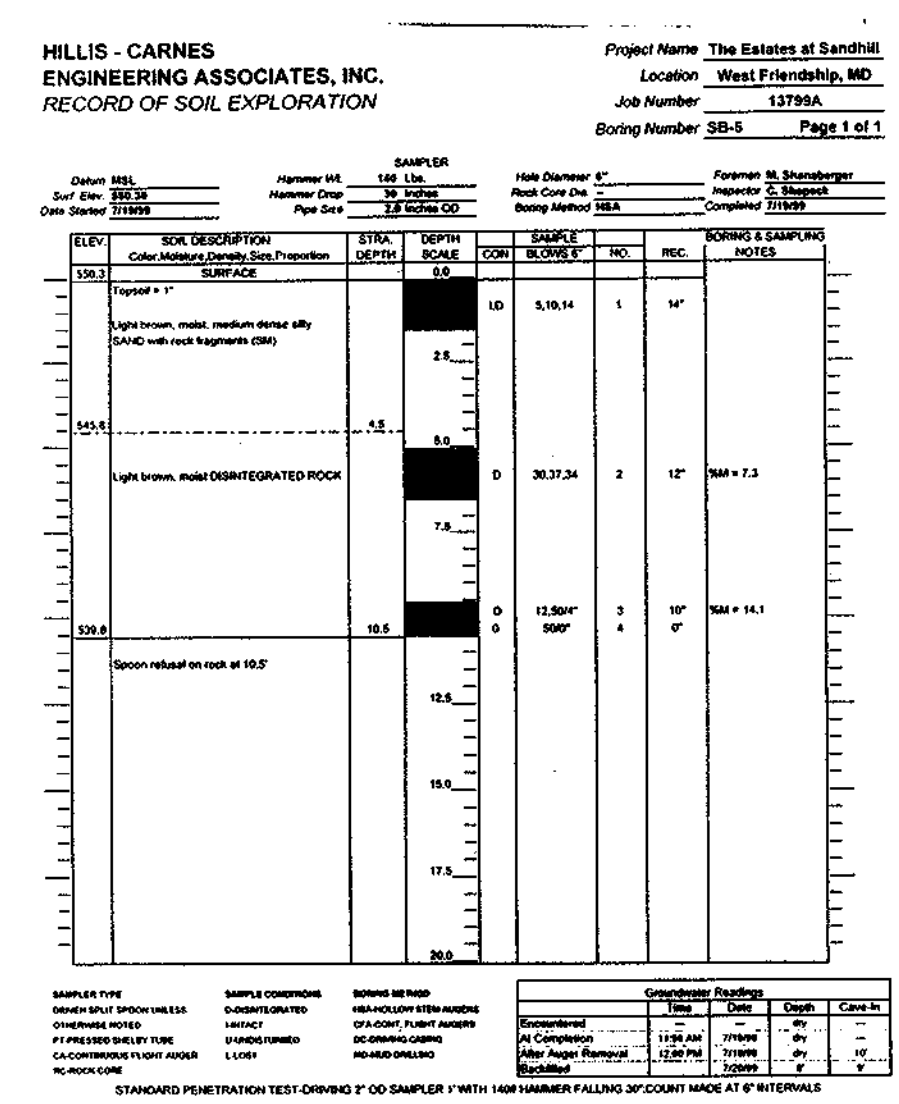 HILLIS - CARNES
ENGINEERING ASSOCIATES, INC.
RECORD OF SOIL EXPLORATION
Project Name The Estates at Sandhill
Location West Friendship, MD
Job Number 13799A
Boring Number SB-5 Page 1 of 1
SAMPLER
Datum MSL Hammer Wt. 140 Lbs. Hole Diameter 6" Foreman M. Shansberger
Surf. Elev. Hammer Drop 30 Inches Rock Core Dia. – Inspector
Date Started 7/19/99 Pipe Size 2.0 Inches OD Boring Method HSA Completed 7/19/99
ELEV. SOIL DESCRIPTION STRA. DEPTH SAMPLE BORING & SAMPLING
Color,Moisture,Density,Size,Proportion DEPTH SCALE CON BLOWS 6" NO. REC. NOTES
550.3 SURFACE 0.0
Topsoil = 1"
5,10,14 1 14"
Light brown, moist, medium dense silty
SAND with rock fragments (SM)
2.5
545.8 4.5
5.0
Light brown, moist DISINTEGRATED ROCK D 30,37,34 2 12" %M = 7.3
7.5
D 12,50/4" 3 10" %M = 14.1
539.8 10.5 50/0" 4 0"
Spoon refusal on rock at 10.5'
12.5
15.0
17.5
20.0
SAMPLER TYPE SAMPLE CONDITIONS BORING METHOD
DRIVEN SPLIT SPOON UNLESS D-DISINTEGRATED HSA-HOLLOW STEM AUGERS
OTHERWISE NOTED I-INTACT CFA-CONT. FLIGHT AUGERS
PT-PRESSED SHELBY TUBE U-UNDISTURBED DC-DRIVING CASING
CA-CONTINUOUS FLIGHT AUGER L-LOST MD-MUD DRILLING
RC-ROCK CORE
Groundwater Readings
Time Date Depth Cave-In
Encountered — — dry —
At Completion 7/19/99 dry —
After Auger Removal 12:00 PM 7/19/99 dry 10'
Backfilled 7/20/99
STANDARD PENETRATION TEST-DRIVING 2" OD SAMPLER 1' WITH 140# HAMMER FALLING 30":COUNT MADE AT 6" INTERVALS